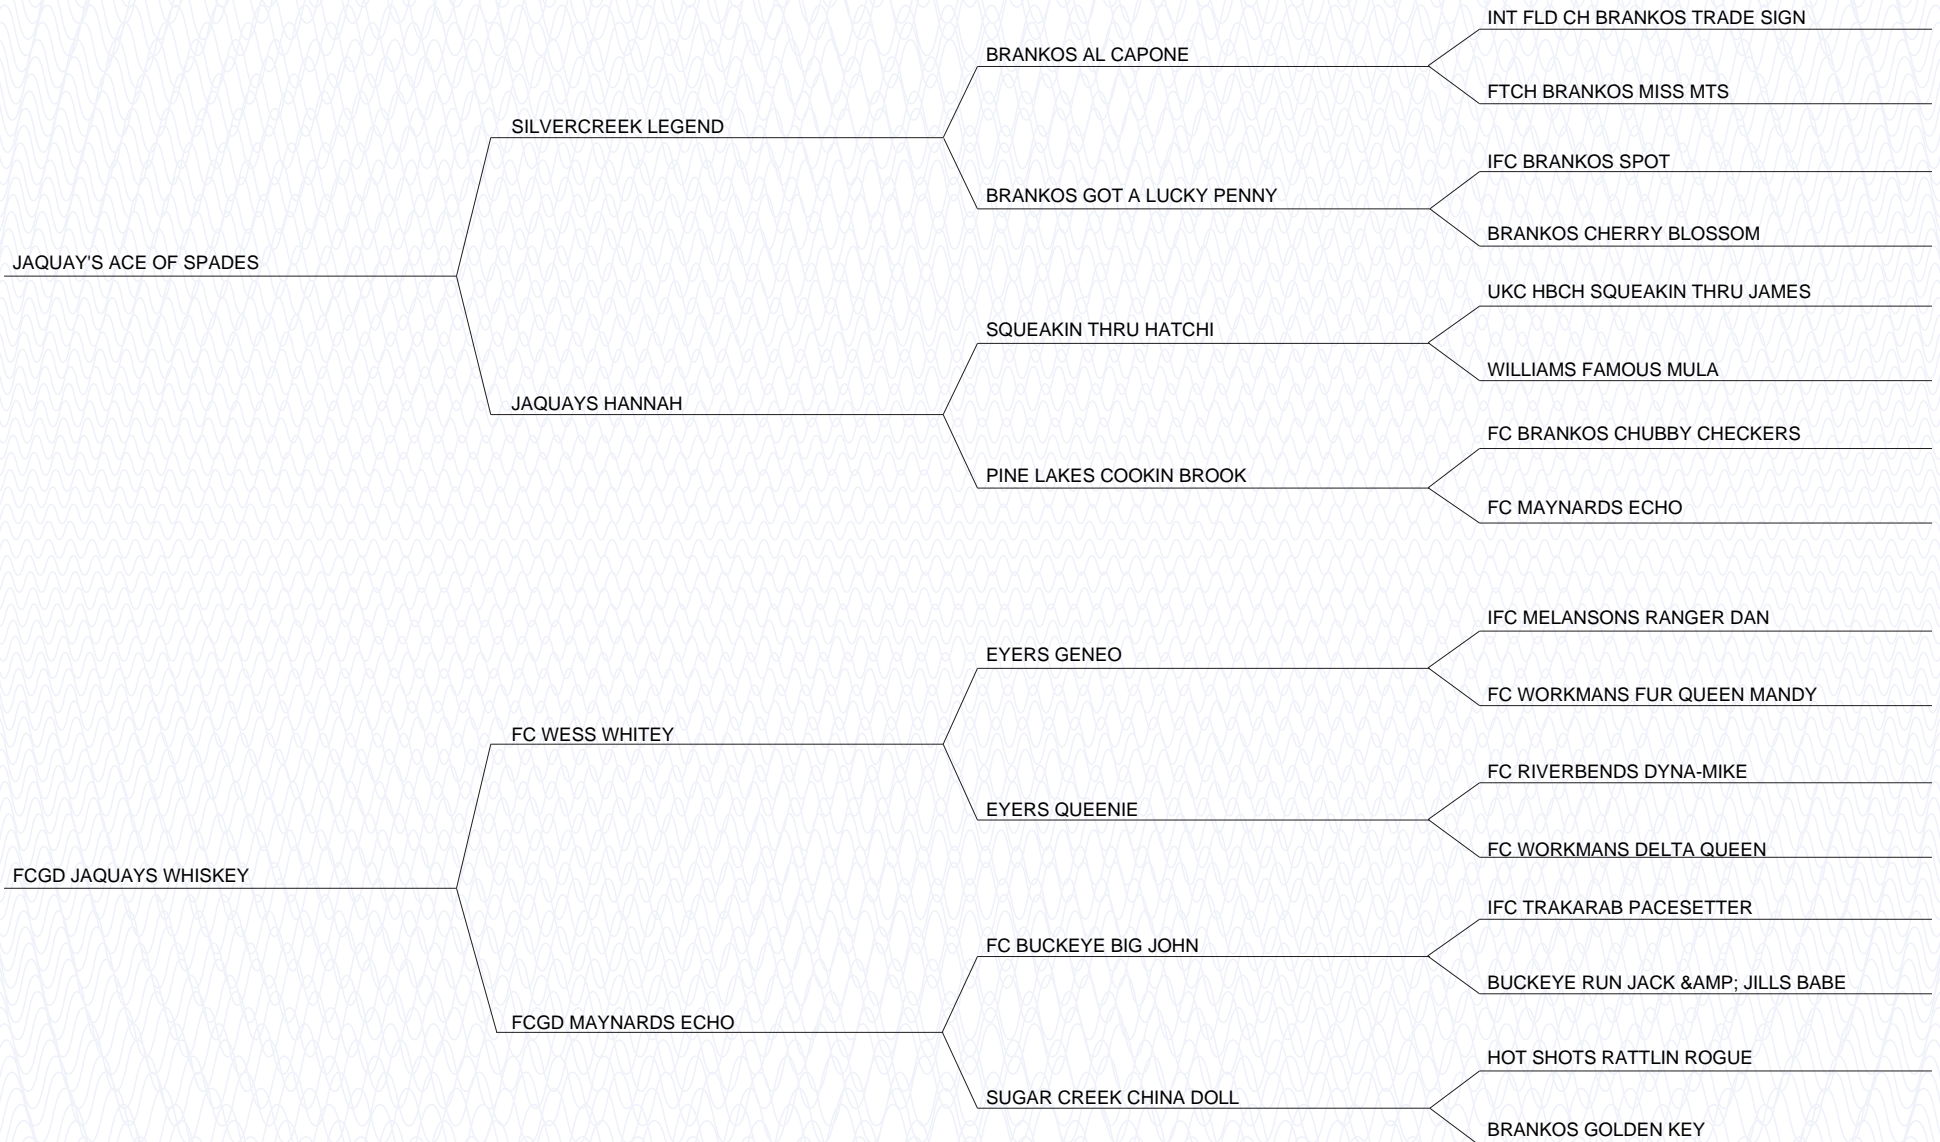 INT FLD CH BRANKOS TRADE SIGN
BRANKOS AL CAPONE
FTCH BRANKOS MISS MTS
SILVERCREEK LEGEND
IFC BRANKOS SPOT
BRANKOS GOT A LUCKY PENNY
BRANKOS CHERRY BLOSSOM
JAQUAY'S ACE OF SPADES
UKC HBCH SQUEAKIN THRU JAMES
SQUEAKIN THRU HATCHI
WILLIAMS FAMOUS MULA
JAQUAYS HANNAH
FC BRANKOS CHUBBY CHECKERS
PINE LAKES COOKIN BROOK
FC MAYNARDS ECHO
IFC MELANSONS RANGER DAN
EYERS GENEO
FC WORKMANS FUR QUEEN MANDY
FC WESS WHITEY
FC RIVERBENDS DYNA-MIKE
EYERS QUEENIE
FC WORKMANS DELTA QUEEN
FCGD JAQUAYS WHISKEY
IFC TRAKARAB PACESETTER
FC BUCKEYE BIG JOHN
BUCKEYE RUN JACK &AMP; JILLS BABE
FCGD MAYNARDS ECHO
HOT SHOTS RATTLIN ROGUE
SUGAR CREEK CHINA DOLL
BRANKOS GOLDEN KEY